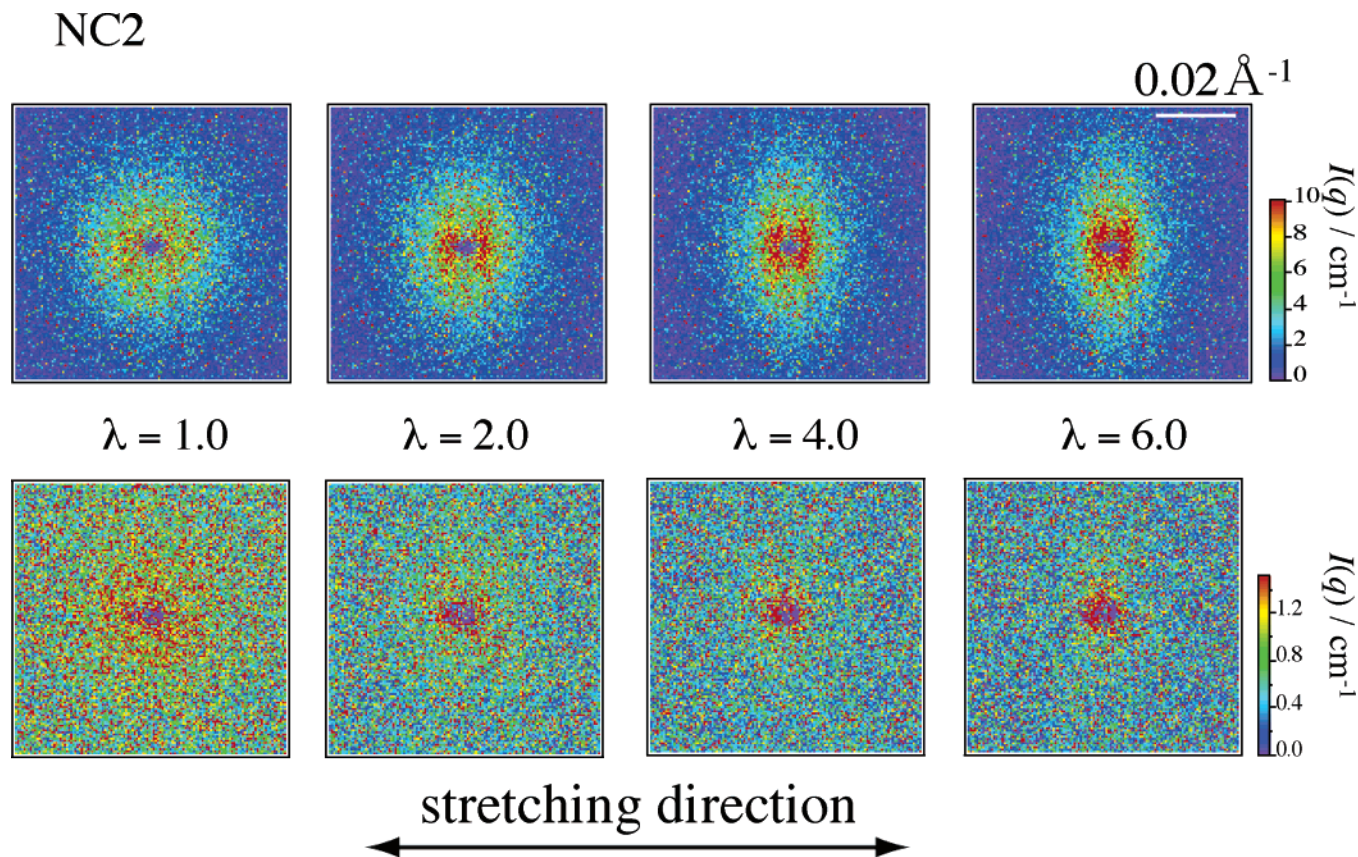 NC2
0.02 Å⁻¹
10
8
6
4
2
0
I(q) / cm⁻¹
λ = 1.0
λ = 2.0
λ = 4.0
λ = 6.0
1.2
0.8
0.4
0.0
I(q) / cm⁻¹
stretching direction